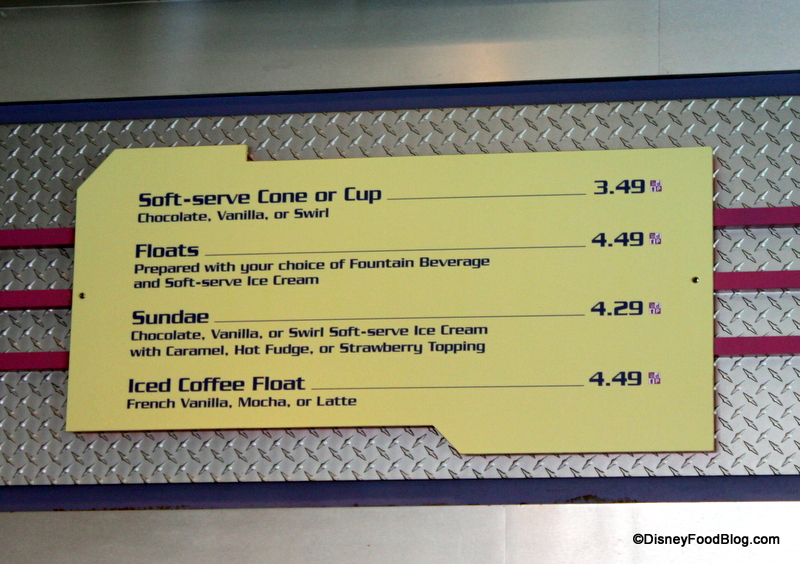 Soft-serve Cone or Cup 3.49
Chocolate, Vanilla, or Swirl
Floats 4.49
Prepared with your choice of Fountain Beverage
and Soft-serve Ice Cream
Sundae 4.29
Chocolate, Vanilla, or Swirl Soft-serve Ice Cream
with Caramel, Hot Fudge, or Strawberry Topping
Iced Coffee Float 4.49
French Vanilla, Mocha, or Latte
©DisneyFoodBlog.com